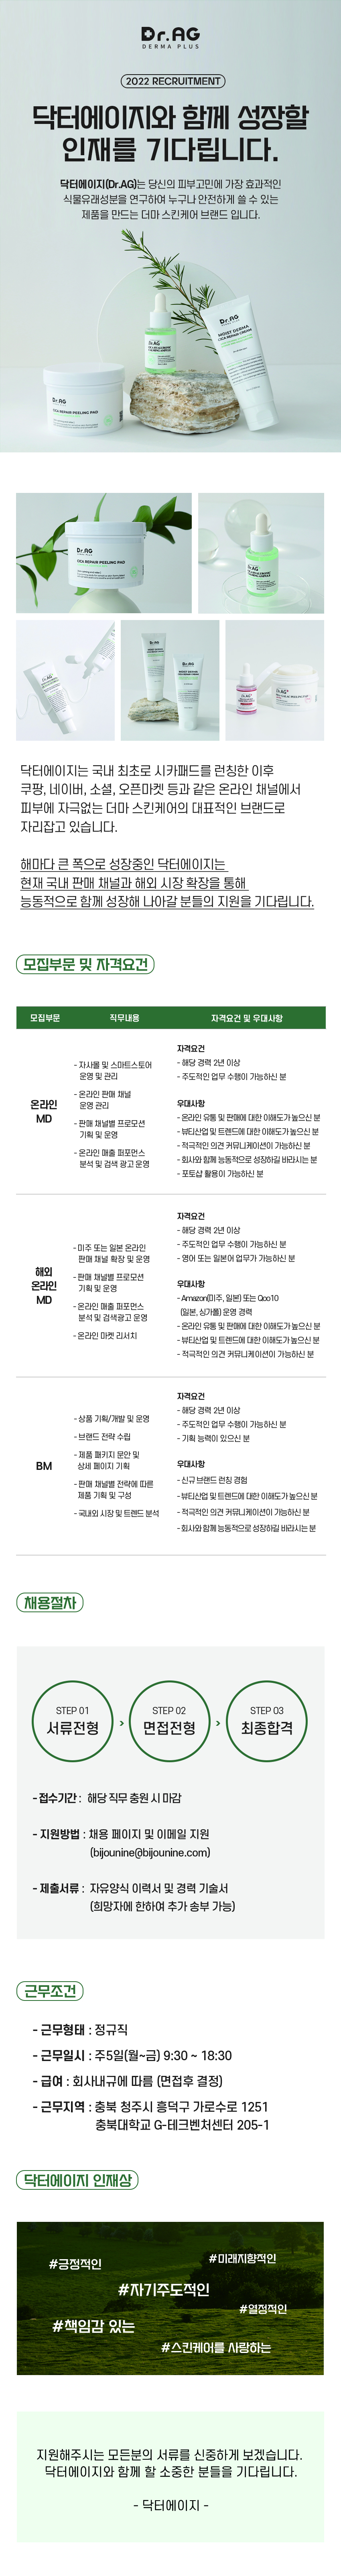 Dr.AG
DERMA PLUS
2022 RECRUITMENT
닥터에이지와 함께 성장할
인재를 기다립니다.
닥터에이지(Dr.AG)는 당신의 피부고민에 가장 효과적인
식물유래성분을 연구하여 누구나 안전하게 쓸 수 있는
제품을 만드는 더마 스킨케어 브랜드 입니다.
Dr.AG
CICA REPAIR PEELING PAD
Dr.AG
Dr.AG
MOIST DERMA
CICA REPAIR CREAM
Dr.AG
CICA REPAIR PEELING PAD
Dr.AG
Dr.AG
Dr.AG
Dr.AG
닥터에이지는 국내 최초로 시카패드를 런칭한 이후
쿠팡, 네이버, 소셜, 오픈마켓 등과 같은 온라인 채널에서
피부에 자극없는 더마 스킨케어의 대표적인 브랜드로
자리잡고 있습니다.
해마다 큰 폭으로 성장중인 닥터에이지는
현재 국내 판매 채널과 해외 시장 확장을 통해
능동적으로 함께 성장해 나아갈 분들의 지원을 기다립니다.
모집부문 및 자격요건
모집부문 직무내용 자격요건 및 우대사항
온라인
MD
- 자사몰 및 스마트스토어
운영 및 관리
- 온라인 판매 채널
운영 관리
- 판매 채널별 프로모션
기획 및 운영
- 온라인 매출 퍼포먼스
분석 및 검색 광고 운영
자격요건
- 해당 경력 2년 이상
- 주도적인 업무 수행이 가능하신 분
우대사항
- 온라인 유통 및 판매에 대한 이해도가 높으신 분
- 뷰티산업 및 트렌드에 대한 이해도가 높으신 분
- 적극적인 의견 커뮤니케이션이 가능하신 분
- 회사와 함께 능동적으로 성장하길 바라시는 분
- 포토샵 활용이 가능하신 분
해외
온라인
MD
- 미주 또는 일본 온라인
판매 채널 확장 및 운영
- 판매 채널별 프로모션
기획 및 운영
- 온라인 매출 퍼포먼스
분석 및 검색광고 운영
- 온라인 마켓 리서치
자격요건
- 해당 경력 2년 이상
- 주도적인 업무 수행이 가능하신 분
- 영어 또는 일본어 업무가 가능하신 분
우대사항
- Amazon(미주, 일본) 또는 Qoo10
(일본, 싱가폴) 운영 경력
- 온라인 유통 및 판매에 대한 이해도가 높으신 분
- 뷰티산업 및 트렌드에 대한 이해도가 높으신 분
- 적극적인 의견 커뮤니케이션이 가능하신 분
BM
- 상품 기획/개발 및 운영
- 브랜드 전략 수립
- 제품 패키지 문안 및
상세 페이지 기획
- 판매 채널별 전략에 따른
제품 기획 및 구성
- 국내외 시장 및 트렌드 분석
자격요건
- 해당 경력 2년 이상
- 주도적인 업무 수행이 가능하신 분
- 기획 능력이 있으신 분
우대사항
- 신규 브랜드 런칭 경험
- 뷰티산업 및 트렌드에 대한 이해도가 높으신 분
- 적극적인 의견 커뮤니케이션이 가능하신 분
- 회사와 함께 능동적으로 성장하길 바라시는 분
채용절차
STEP 01
서류전형
>
STEP 02
면접전형
>
STEP 03
최종합격
- 접수기간 : 해당 직무 충원 시 마감
- 지원방법 : 채용 페이지 및 이메일 지원
(bijounine@bijounine.com)
- 제출서류 : 자유양식 이력서 및 경력 기술서
(희망자에 한하여 추가 송부 가능)
근무조건
- 근무형태 : 정규직
- 근무일시 : 주5일(월~금) 9:30 ~ 18:30
- 급여 : 회사내규에 따름 (면접후 결정)
- 근무지역 : 충북 청주시 흥덕구 가로수로 1251
충북대학교 G-테크벤처센터 205-1
닥터에이지 인재상
#미래지향적인
#긍정적인
#자기주도적인
#열정적인
#책임감 있는
#스킨케어를 사랑하는
지원해주시는 모든분의 서류를 신중하게 보겠습니다.
닥터에이지와 함께 할 소중한 분들을 기다립니다.
- 닥터에이지 -